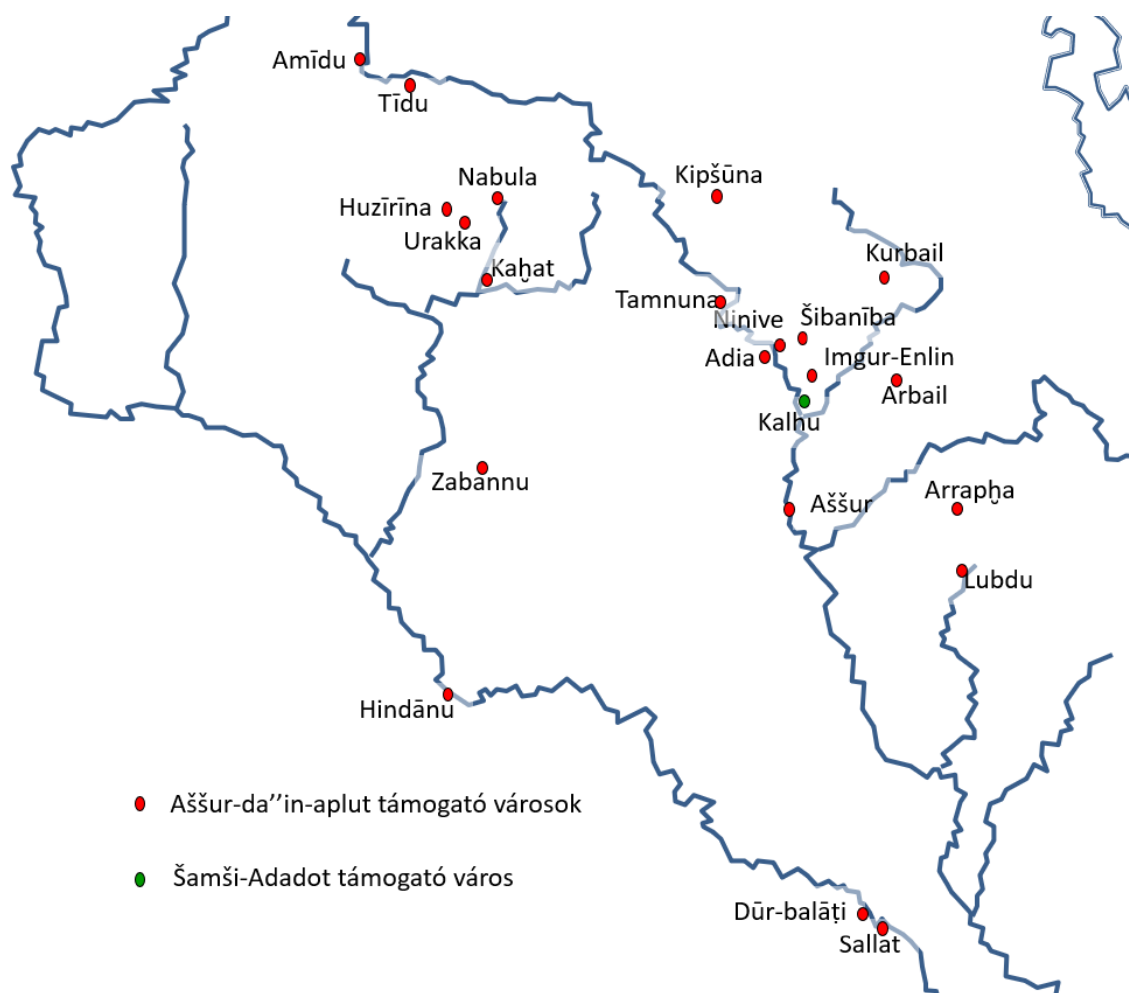 Amīdu
Tīdu
Nabula
Kipšūna
Huzīrīna
Urakka
Kurbail
Kaḫat
Tamnuna
Ninive
Šibanība
Adia
Imgur-Enlin
Arbail
Kalhu
Zabannu
Aššur
Arrapḫa
Lubdu
Hindānu
Aššur-da’’in-aplut támogató városok
Šamši-Adadot támogató város
Dūr-balāṭi
Sallat